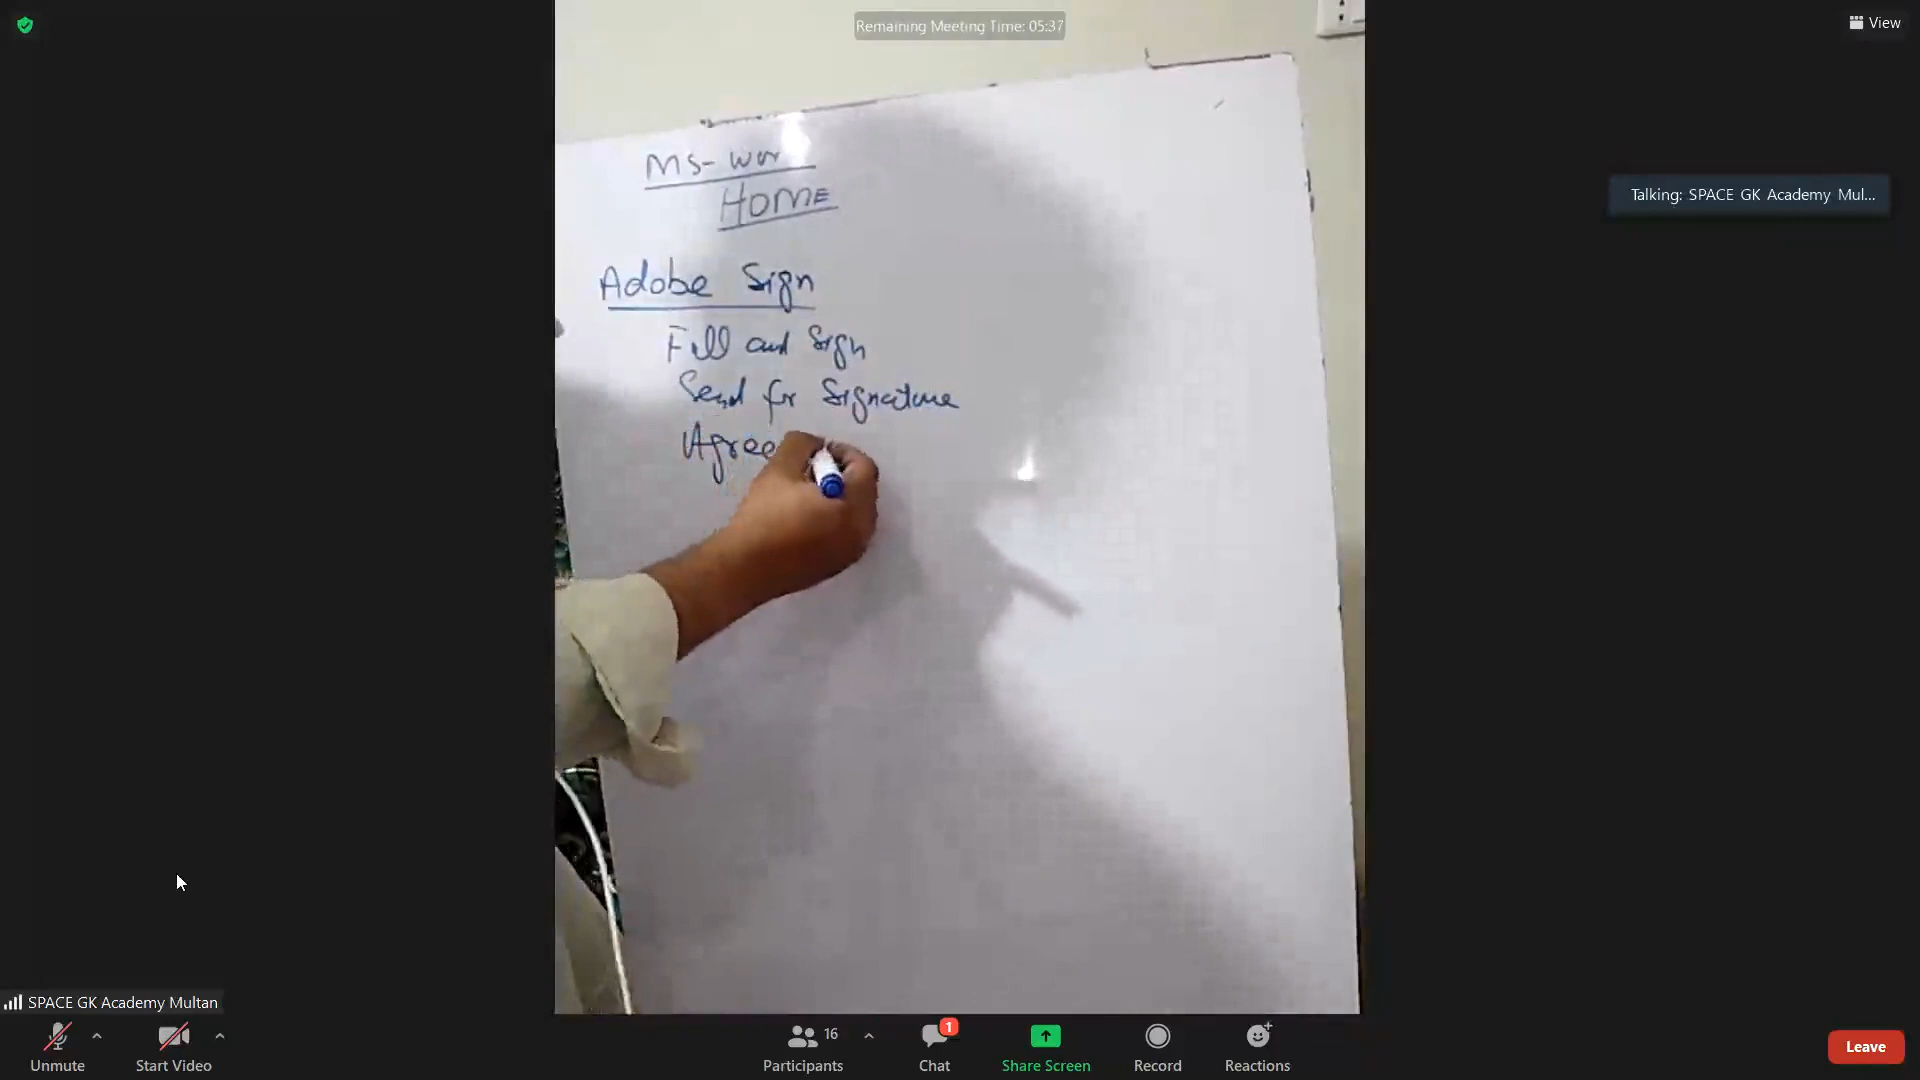 Remaining Meeting Time: 05:37
View
MS-Wor
HOME
Talking: SPACE GK Academy Mul...
Adobe Sign
Fill and Sign
Send for Signature
Agree
SPACE GK Academy Multan
16
1
Unmute
Start Video
Participants
Chat
Share Screen
Record
Reactions
Leave